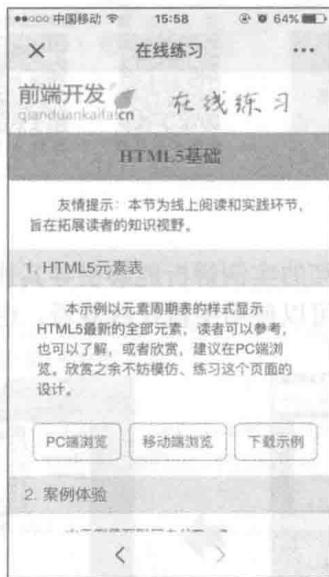 中国移动 15:58 64%
在线练习
前端开发 在线练习
qianduankaifa.cn
HTML5基础
友情提示：本节为线上阅读和实践环节，
旨在拓展读者的知识视野。
1. HTML5元素表
本示例以元素周期表的样式显示
HTML5最新的全部元素，读者可以参考，
也可以了解，或者欣赏，建议在PC端浏
览。欣赏之余不妨模仿、练习这个页面的
设计。
PC端浏览 移动端浏览 下载示例
2. 案例体验